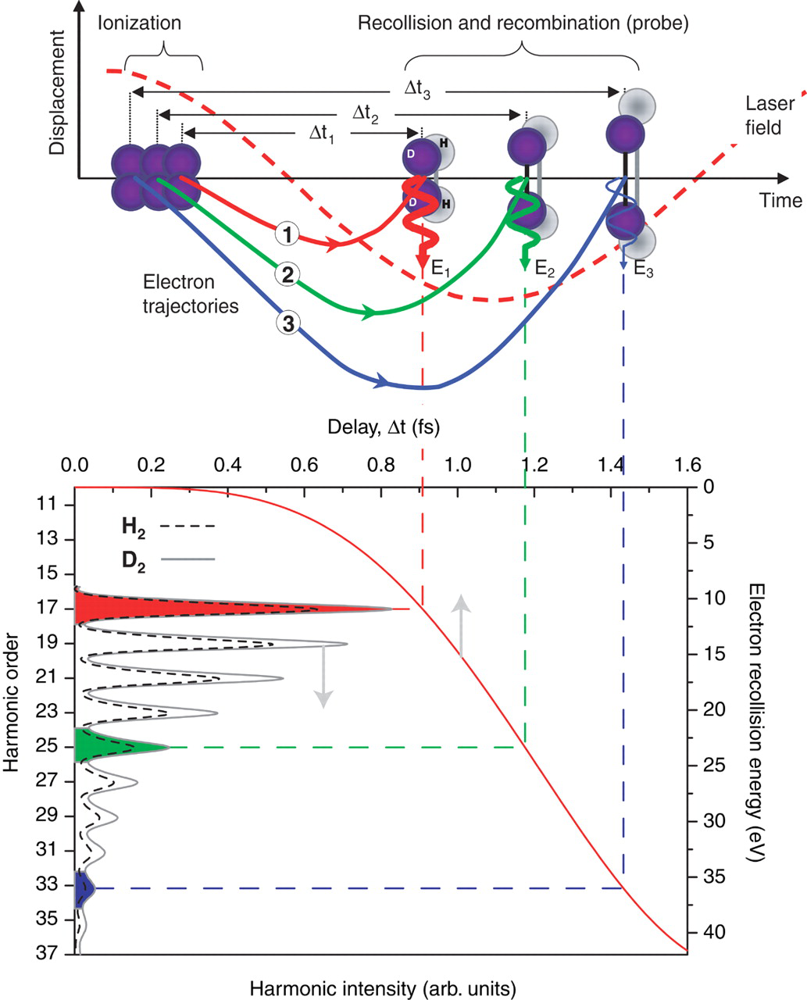 Ionization
Recollision and recombination (probe)
Displacement
Δt3
Δt2
Δt1
Laser
field
D
H
D
H
Time
1
2
3
E1
E2
E3
Electron
trajectories
Delay, Δt (fs)
0.0 0.2 0.4 0.6 0.8 1.0 1.2 1.4 1.6
H2
D2
Harmonic order
11
13
15
17
19
21
23
25
27
29
31
33
35
37
0
5
10
15
20
25
30
35
40
Electron recollision energy (eV)
Harmonic intensity (arb. units)